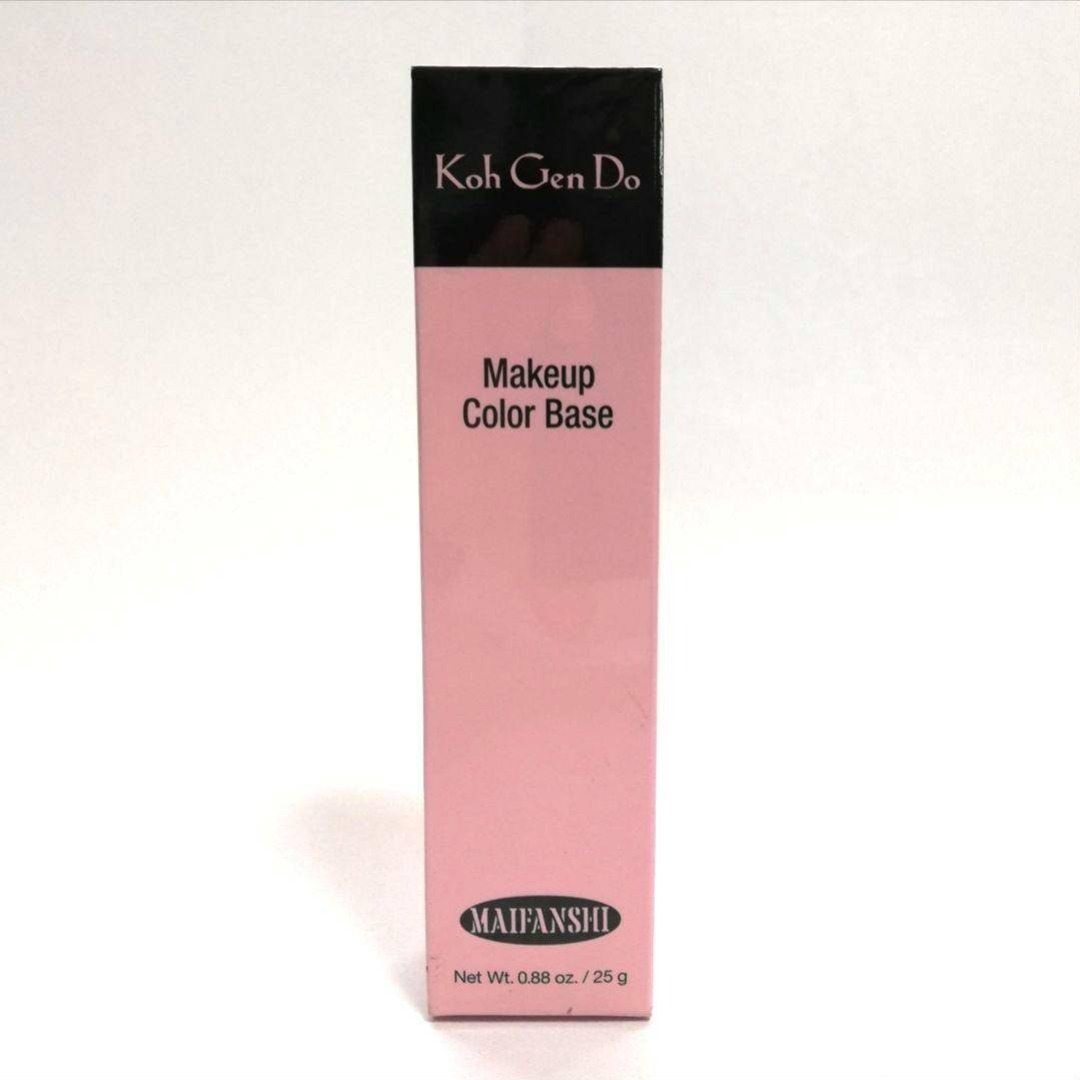 Koh Gen Do
Makeup
Color Base
MAIFANSHI
Net Wt. 0.88 oz. / 25 g